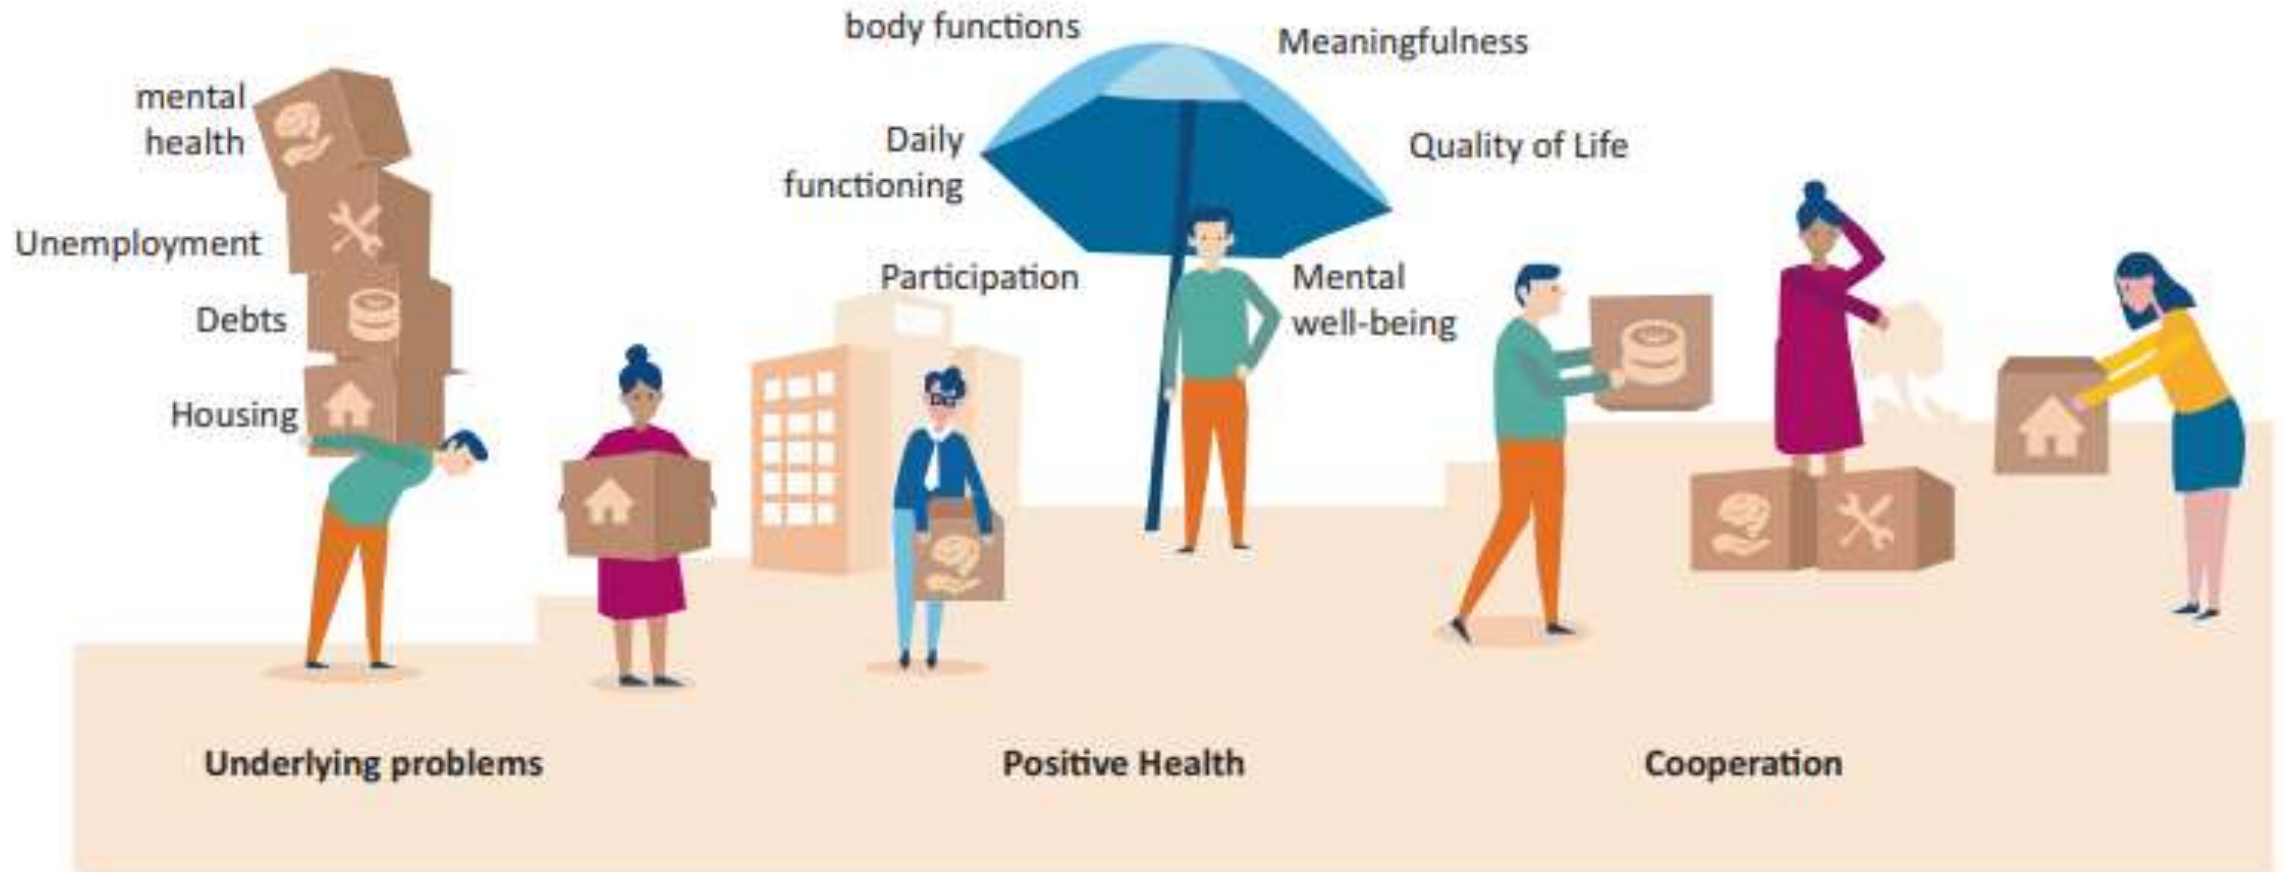 mental
health
Unemployment
Debts
Housing
body functions
Meaningfulness
Daily
functioning
Quality of Life
Participation
Mental
well-being
Underlying problems
Positive Health
Cooperation